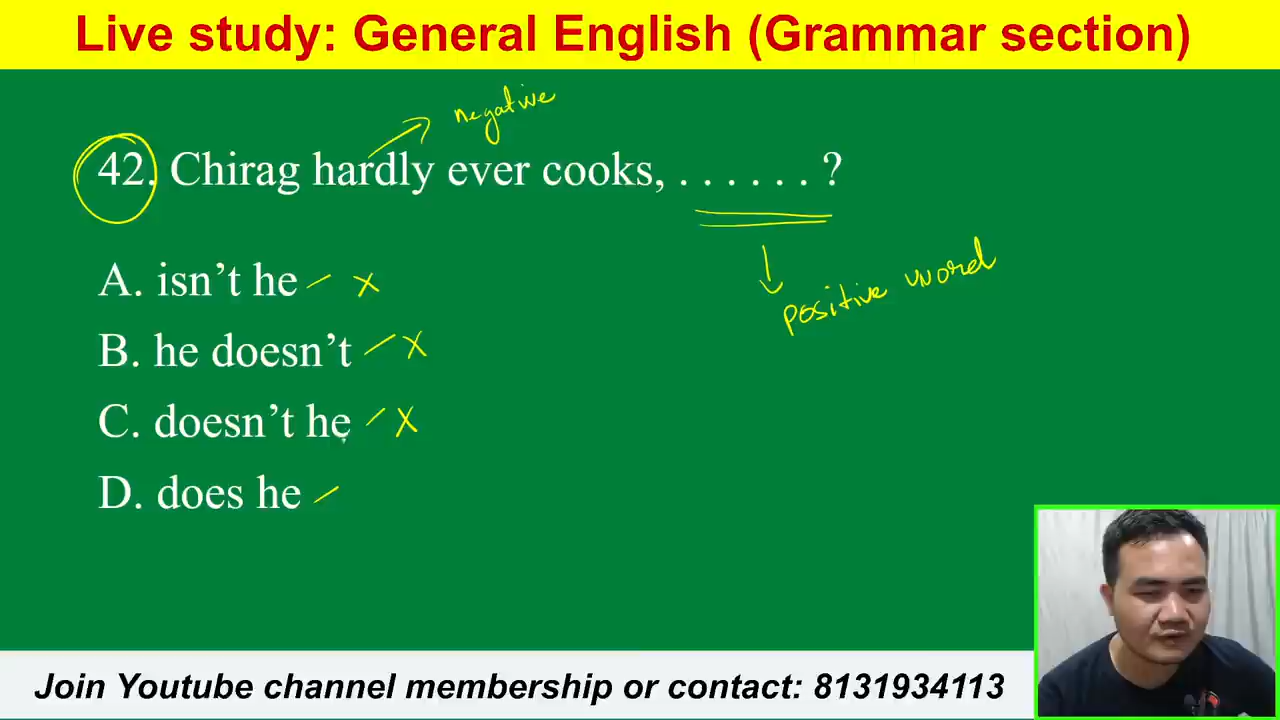 Live study: General English (Grammar section)
negative
42. Chirag hardly ever cooks, . . . . . . ?
positive word
A. isn't he
B. he doesn't
C. doesn't he
D. does he
Join Youtube channel membership or contact: 8131934113